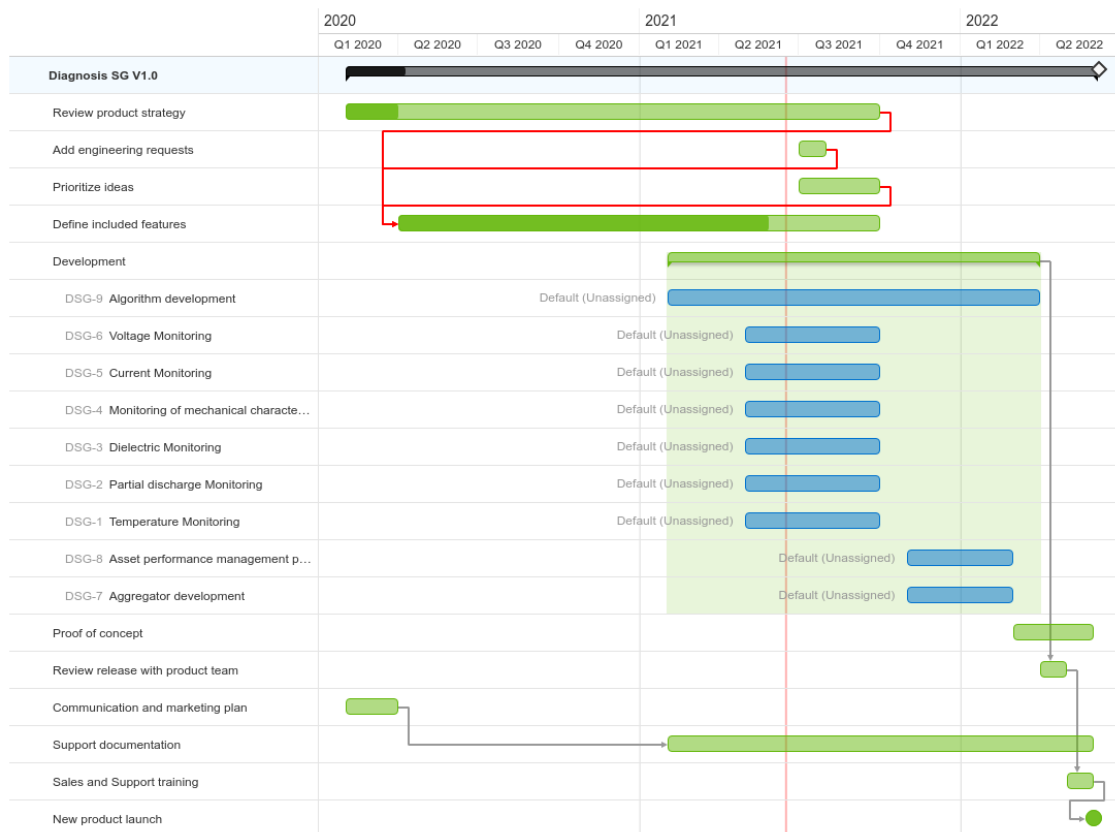 2020 2021 2022
Q1 2020 Q2 2020 Q3 2020 Q4 2020 Q1 2021 Q2 2021 Q3 2021 Q4 2021 Q1 2022 Q2 2022
Diagnosis SG V1.0
Review product strategy
Add engineering requests
Prioritize ideas
Define included features
Development
DSG-9 Algorithm development Default (Unassigned)
DSG-6 Voltage Monitoring Default (Unassigned)
DSG-5 Current Monitoring Default (Unassigned)
DSG-4 Monitoring of mechanical characte… Default (Unassigned)
DSG-3 Dielectric Monitoring Default (Unassigned)
DSG-2 Partial discharge Monitoring Default (Unassigned)
DSG-1 Temperature Monitoring Default (Unassigned)
DSG-8 Asset performance management p… Default (Unassigned)
DSG-7 Aggregator development Default (Unassigned)
Proof of concept
Review release with product team
Communication and marketing plan
Support documentation
Sales and Support training
New product launch